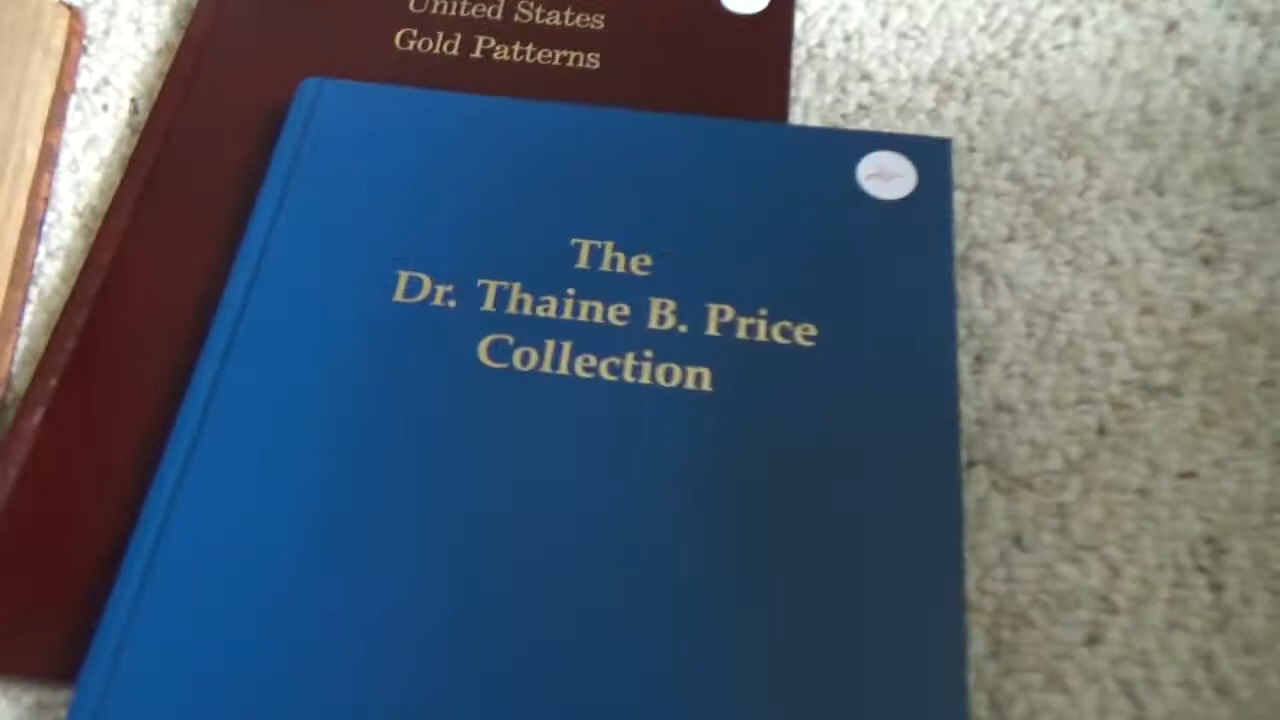 United States
Gold Patterns
The
Dr. Thaine B. Price
Collection